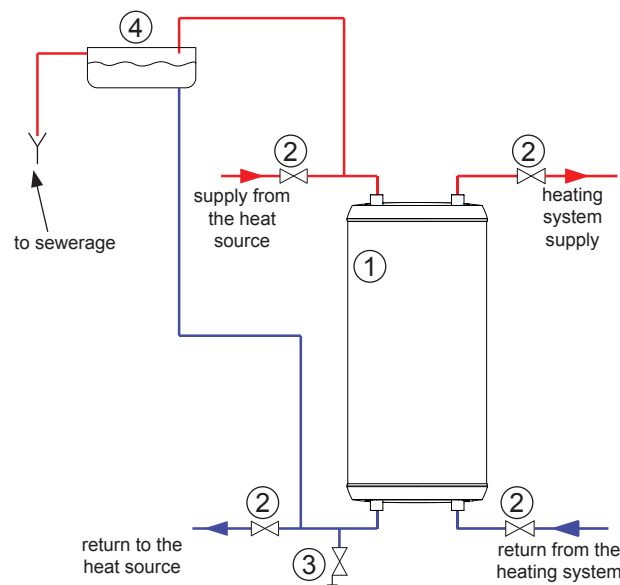 4
2
2
supply from
the heat
source
heating
system
supply
to sewerage
1
2
2
return to the
heat source
3
return from the
heating system